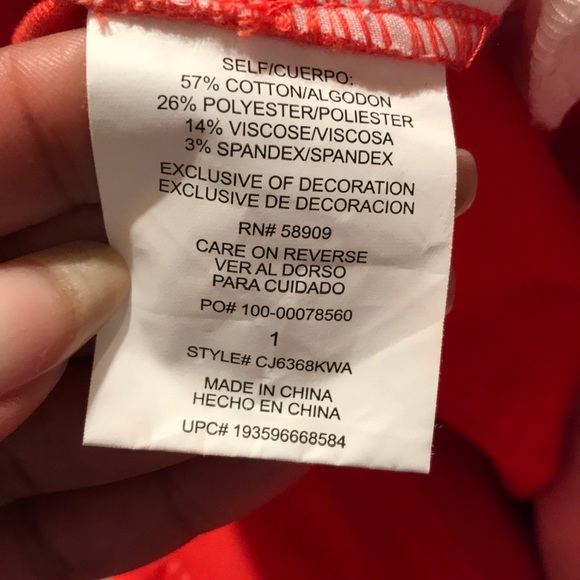 SELF/CUERPO:
57% COTTON/ALGODON
26% POLYESTER/POLIESTER
14% VISCOSE/VISCOSA
3% SPANDEX/SPANDEX
EXCLUSIVE OF DECORATION
EXCLUSIVE DE DECORACION
RN# 58909
CARE ON REVERSE
VER AL DORSO
PARA CUIDADO
PO# 100-00078560
1
STYLE# CJ6368KWA
MADE IN CHINA
HECHO EN CHINA
UPC# 193596668584